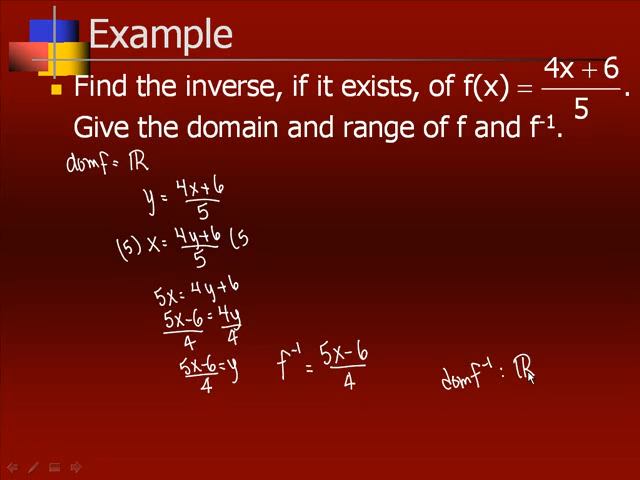 Example
Find the inverse, if it exists, of f(x) = (4x + 6)/5.
Give the domain and range of f and f⁻¹.
domf = ℝ
y = (4x+6)/5
(5) x = (4y+6)/5 (5
5x = 4y+6
(5x-6)/4 = 4y/4
(5x-6)/4 = y
f⁻¹ = (5x-6)/4
domf⁻¹ : ℝ